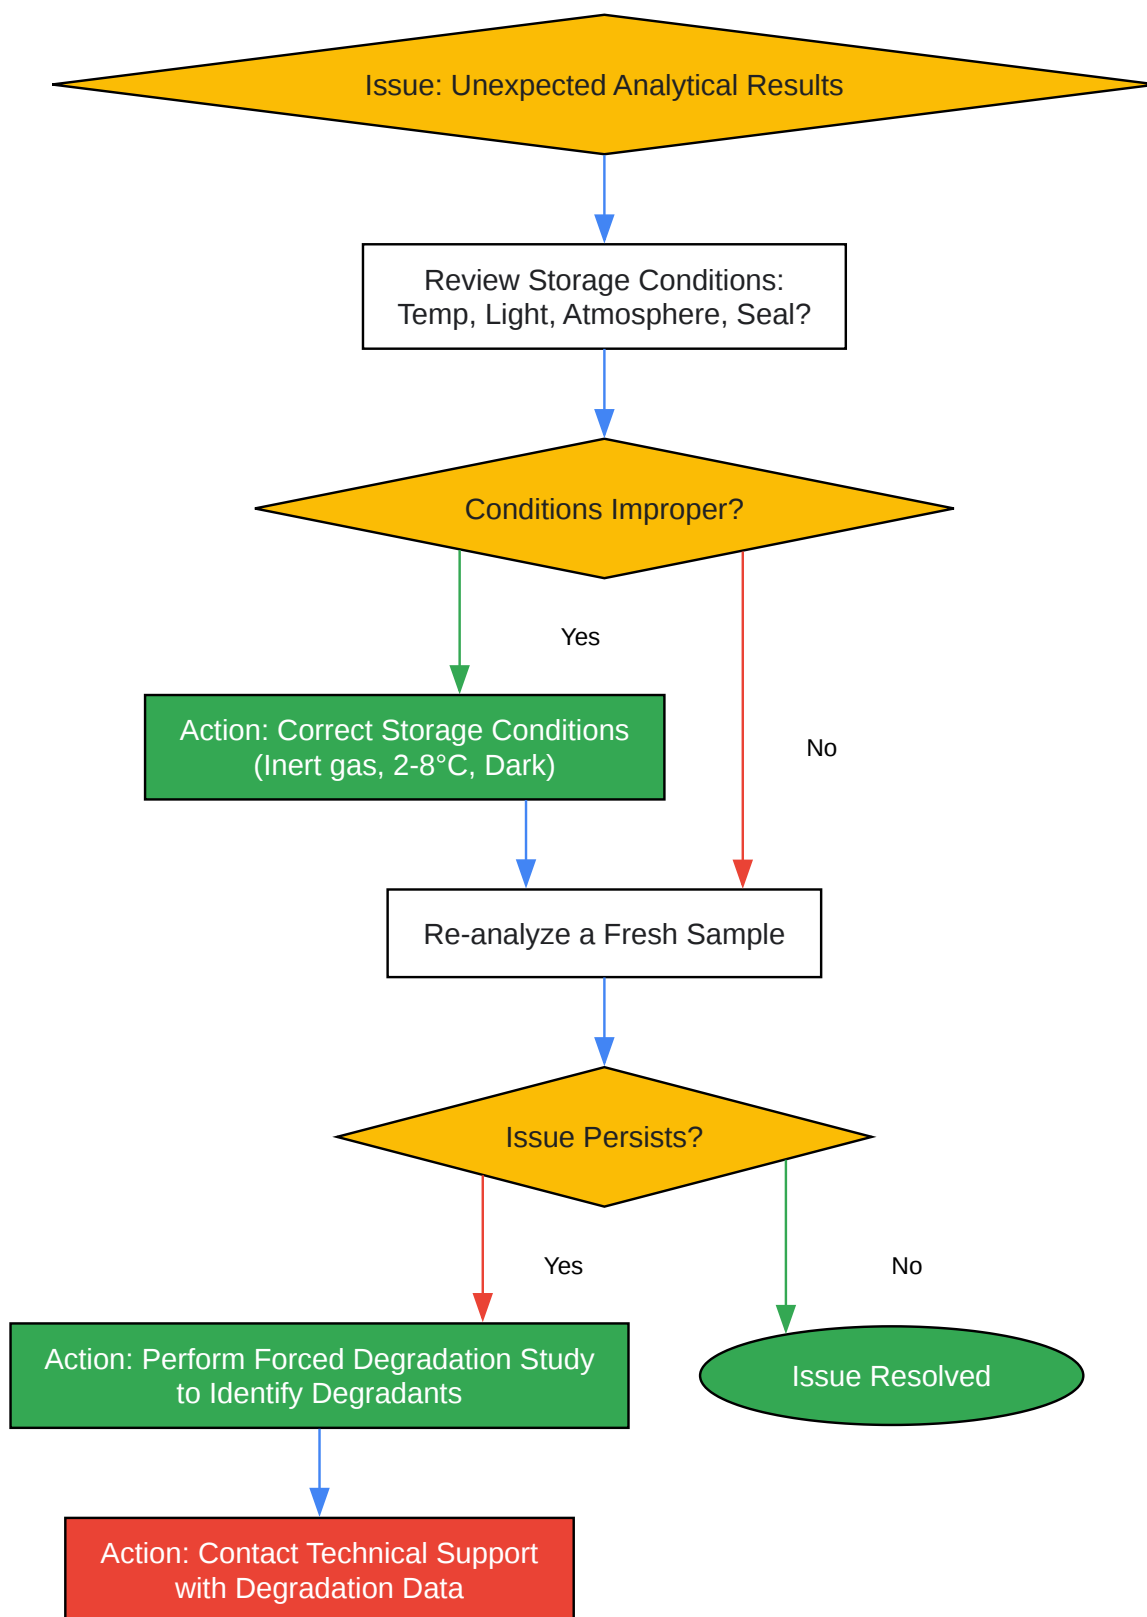 Issue: Unexpected Analytical Results
Review Storage Conditions:
Temp, Light, Atmosphere, Seal?
Conditions Improper?
Yes
No
Action: Correct Storage Conditions
(Inert gas, 2-8°C, Dark)
Re-analyze a Fresh Sample
Issue Persists?
Yes
No
Action: Perform Forced Degradation Study
to Identify Degradants
Issue Resolved
Action: Contact Technical Support
with Degradation Data